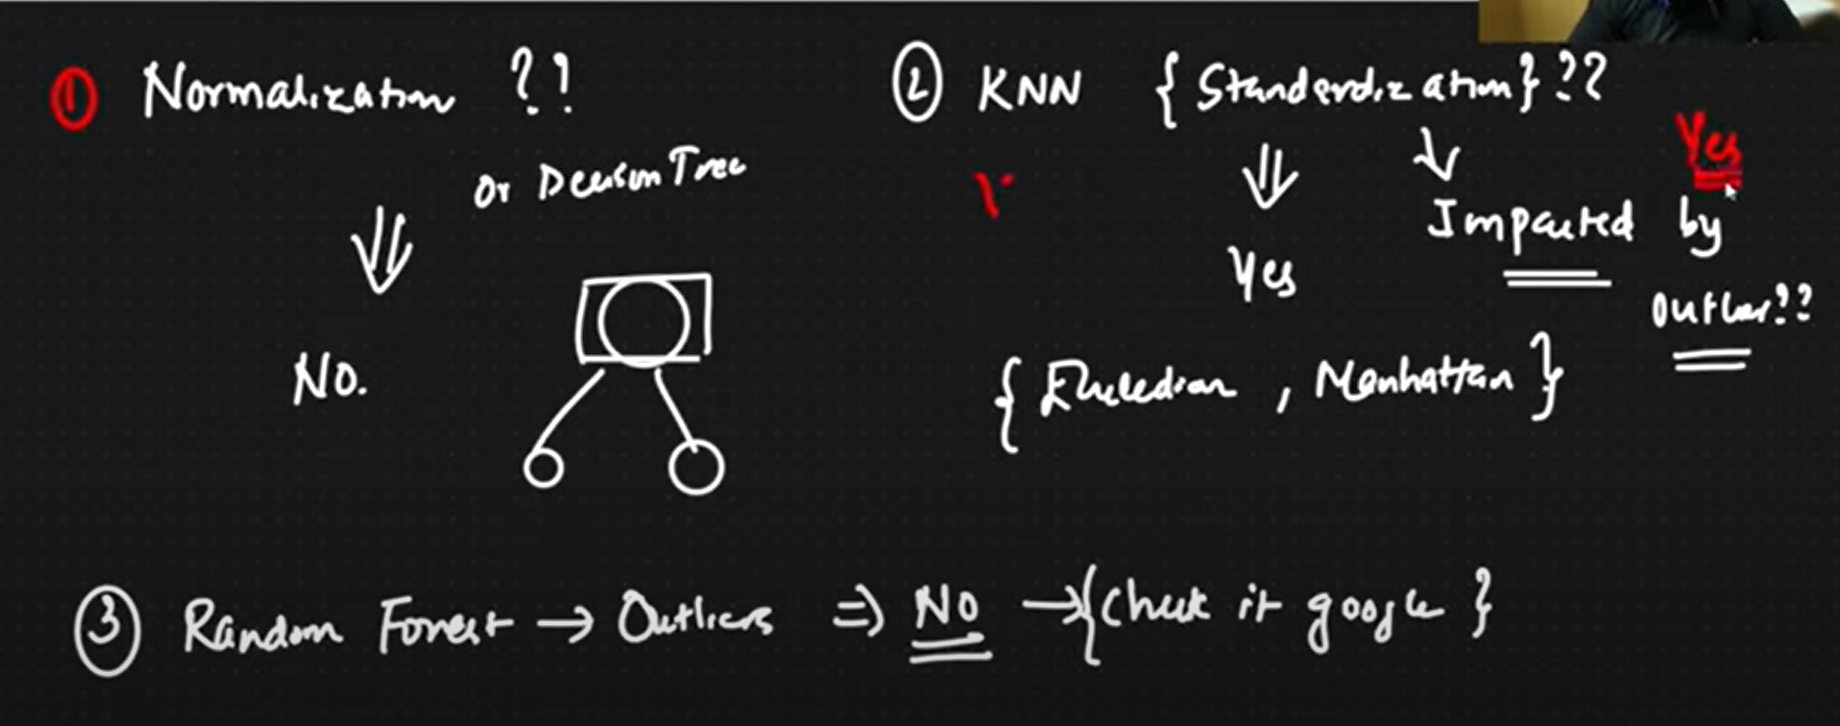 ① Normalization ??
or Decision Tree
No.
② KNN { Standardization } ??
Yes
Yes
Impacted by
Outlier??
{ Eucledian , Manhattan }
③ Random Forest → Outliers ⇒ NO → { Check it google }